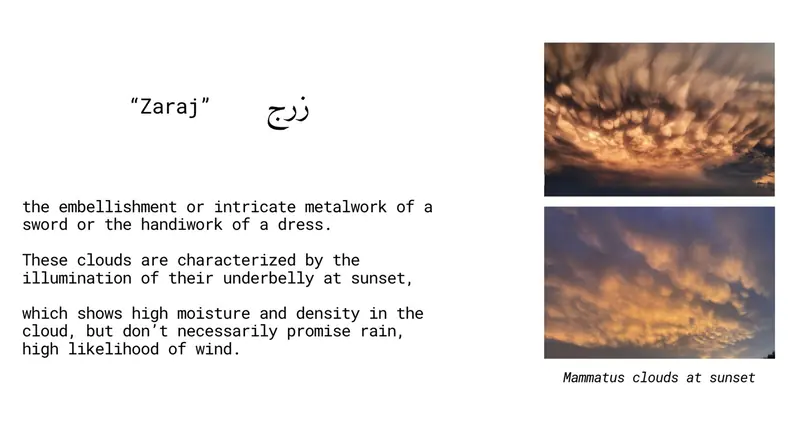 “Zaraj” زرج
the embellishment or intricate metalwork of a
sword or the handiwork of a dress.
These clouds are characterized by the
illumination of their underbelly at sunset,
which shows high moisture and density in the
cloud, but don’t necessarily promise rain,
high likelihood of wind.
Mammatus clouds at sunset